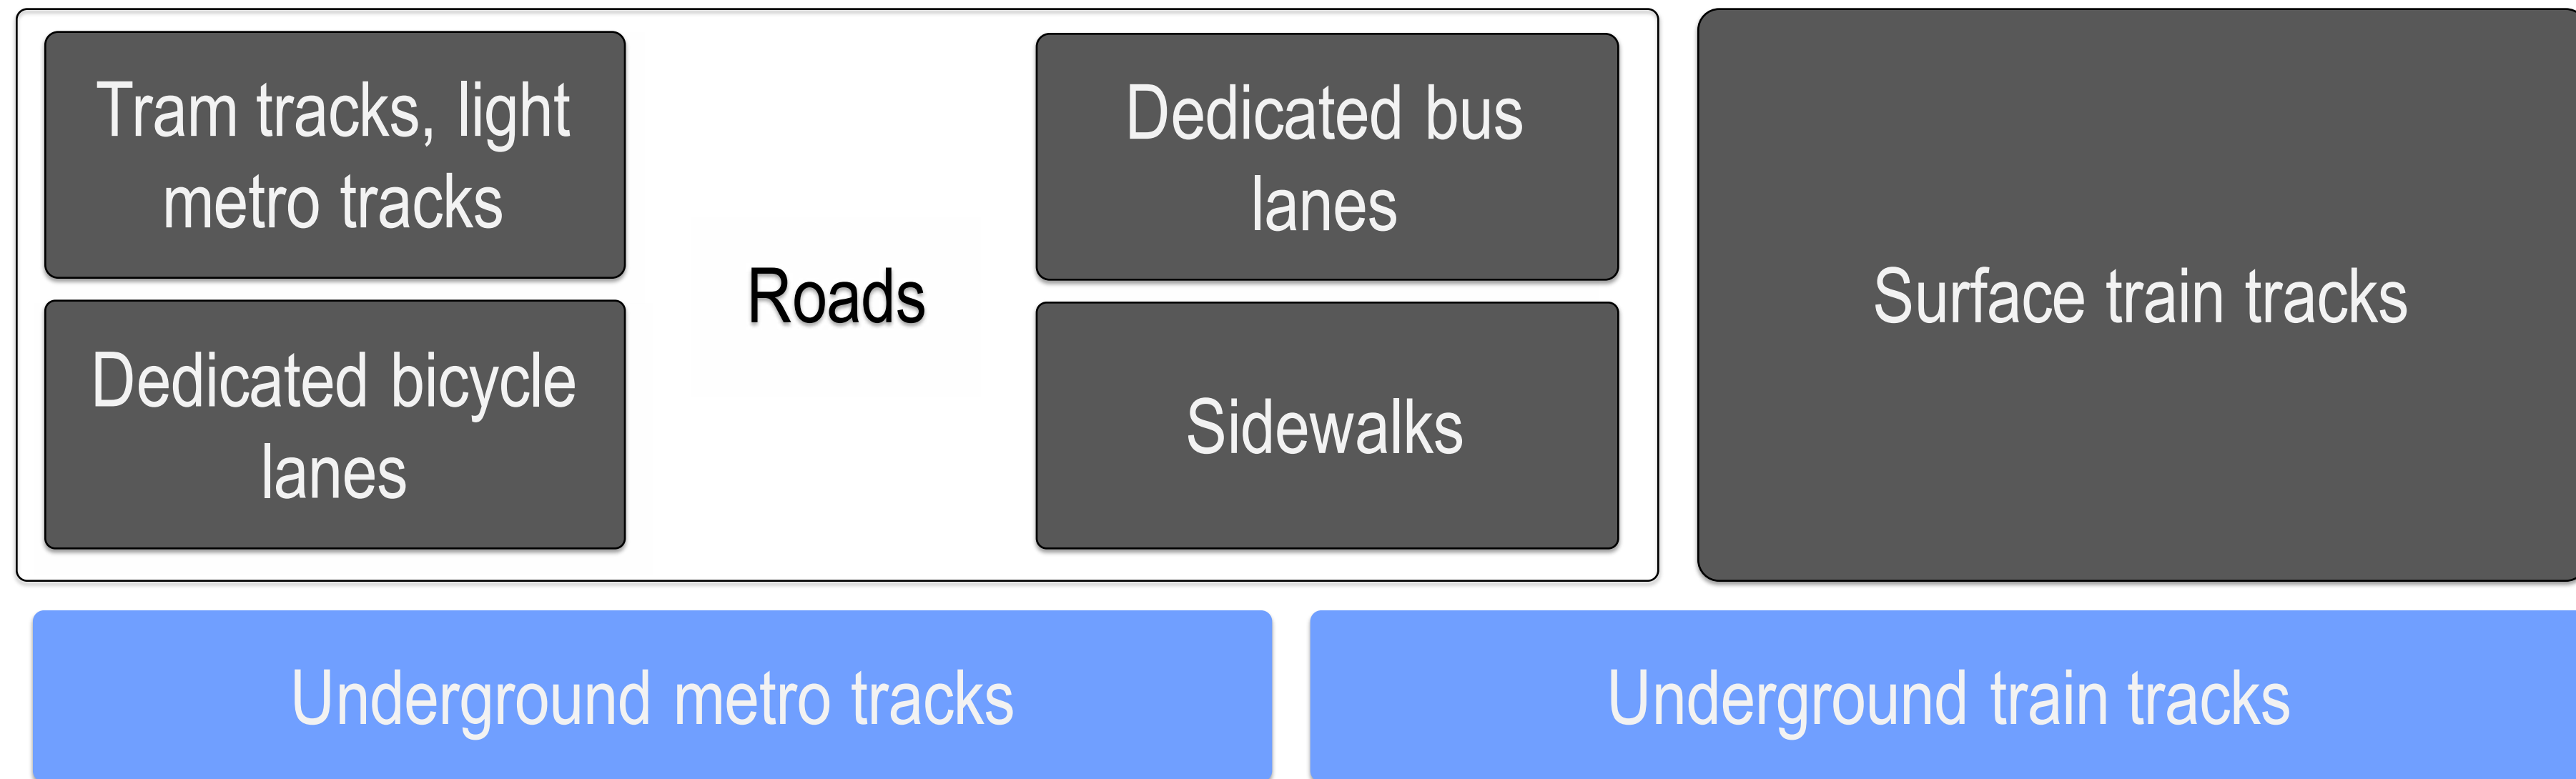 Tram tracks, light
metro tracks
Dedicated bicycle
lanes
Roads
Dedicated bus
lanes
Sidewalks
Surface train tracks
Underground metro tracks
Underground train tracks